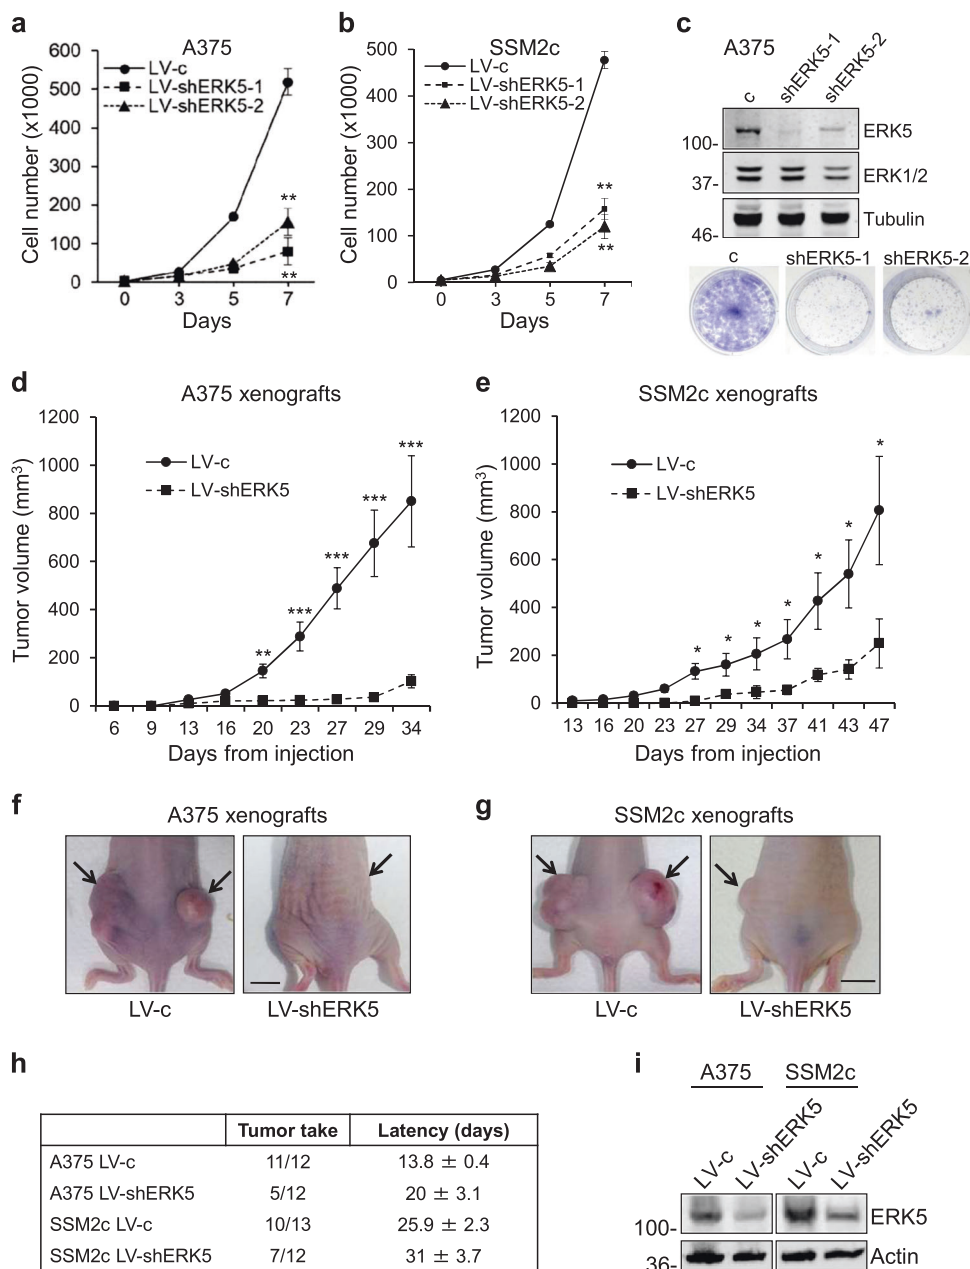 a
A375
600
500
400
300
200
100
0
Cell number (x1000)
LV-c
LV-shERK5-1
LV-shERK5-2
**
**
0 3 5 7
Days
b
SSM2c
500
400
300
200
100
0
Cell number (x1000)
LV-c
LV-shERK5-1
LV-shERK5-2
**
**
0 3 5 7
Days
c
A375
c shERK5-1 shERK5-2
100- ERK5
37- ERK1/2
46- Tubulin
c shERK5-1 shERK5-2
d
A375 xenografts
1200
1000
800
600
400
200
0
Tumor volume (mm³)
LV-c
LV-shERK5
** *** *** *** ***
6 9 13 16 20 23 27 29 34
Days from injection
e
SSM2c xenografts
1200
1000
800
600
400
200
0
Tumor volume (mm³)
LV-c
LV-shERK5
* * * * * * *
13 16 20 23 27 29 34 37 41 43 47
Days from injection
f
A375 xenografts
LV-c LV-shERK5
g
SSM2c xenografts
LV-c LV-shERK5
h
Tumor take Latency (days)
A375 LV-c 11/12 13.8 ± 0.4
A375 LV-shERK5 5/12 20 ± 3.1
SSM2c LV-c 10/13 25.9 ± 2.3
SSM2c LV-shERK5 7/12 31 ± 3.7
i
A375 SSM2c
LV-c LV-shERK5 LV-c LV-shERK5
100- ERK5
36- Actin